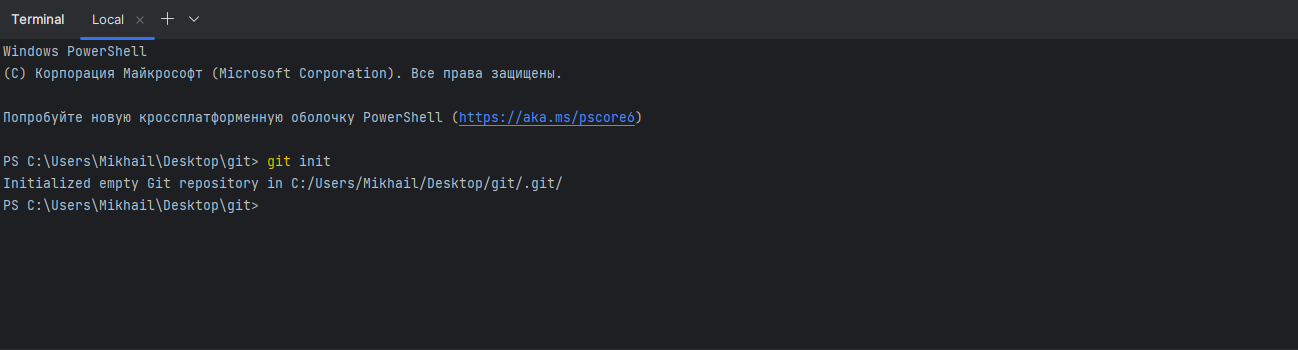 Terminal Local
Windows PowerShell
(C) Корпорация Майкрософт (Microsoft Corporation). Все права защищены.
Попробуйте новую кроссплатформенную оболочку PowerShell (https://aka.ms/pscore6)
PS C:\Users\Mikhail\Desktop\git> git init
Initialized empty Git repository in C:/Users/Mikhail/Desktop/git/.git/
PS C:\Users\Mikhail\Desktop\git>